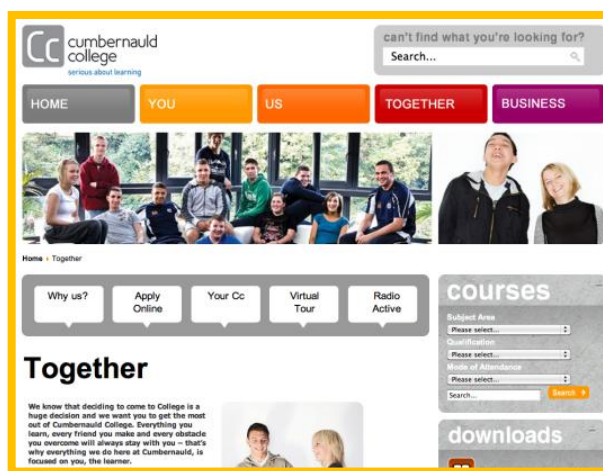 Cc cumbernauld
college
serious about learning
can't find what you're looking for?
Search...
HOME YOU US TOGETHER BUSINESS
Home › Together
Why us? Apply Online Your Cc Virtual Tour Radio Active
courses
Subject Area
Please select...
Qualification
Please select...
Mode of Attendance
Please select...
Search... Search
Together
We know that deciding to come to College is a
huge decision and we want you to get the most
out of Cumbernauld College. Everything you
learn, every friend you make and every obstacle
you overcome will always stay with you – that's
why everything we do here at Cumbernauld, is
focused on you, the learner.
downloads